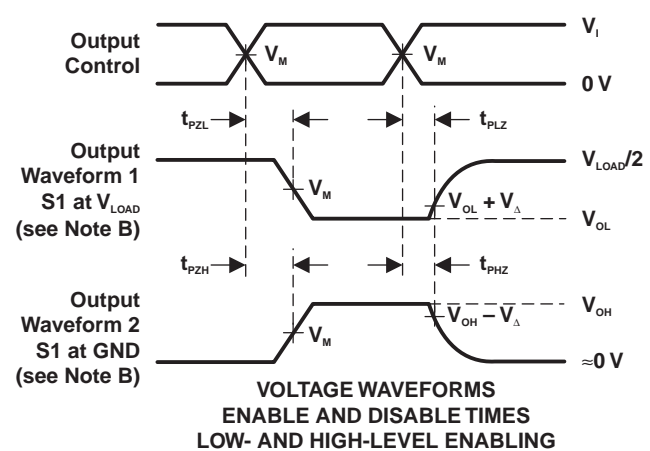 Output
Control
V_M
V_M
V_I
0 V
t_PZL
t_PLZ
Output
Waveform 1
S1 at V_LOAD
(see Note B)
V_M
V_OL + V_Δ
V_LOAD/2
V_OL
t_PZH
t_PHZ
Output
Waveform 2
S1 at GND
(see Note B)
V_M
V_OH – V_Δ
V_OH
≈0 V
VOLTAGE WAVEFORMS
ENABLE AND DISABLE TIMES
LOW- AND HIGH-LEVEL ENABLING